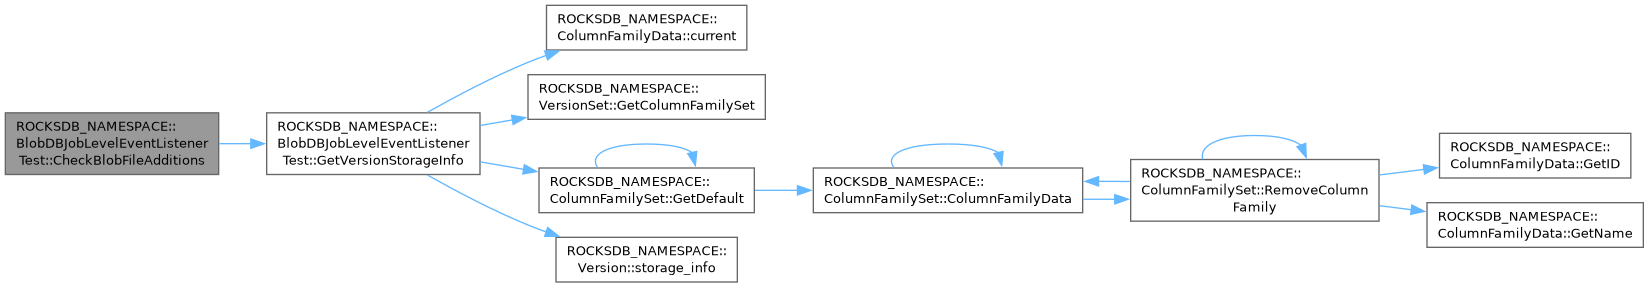 ROCKSDB_NAMESPACE::
BlobDBJobLevelEventListener
Test::CheckBlobFileAdditions
ROCKSDB_NAMESPACE::
BlobDBJobLevelEventListener
Test::GetVersionStorageInfo
ROCKSDB_NAMESPACE::
ColumnFamilyData::current
ROCKSDB_NAMESPACE::
VersionSet::GetColumnFamilySet
ROCKSDB_NAMESPACE::
ColumnFamilySet::GetDefault
ROCKSDB_NAMESPACE::
Version::storage_info
ROCKSDB_NAMESPACE::
ColumnFamilySet::ColumnFamilyData
ROCKSDB_NAMESPACE::
ColumnFamilySet::RemoveColumn
Family
ROCKSDB_NAMESPACE::
ColumnFamilyData::GetID
ROCKSDB_NAMESPACE::
ColumnFamilyData::GetName